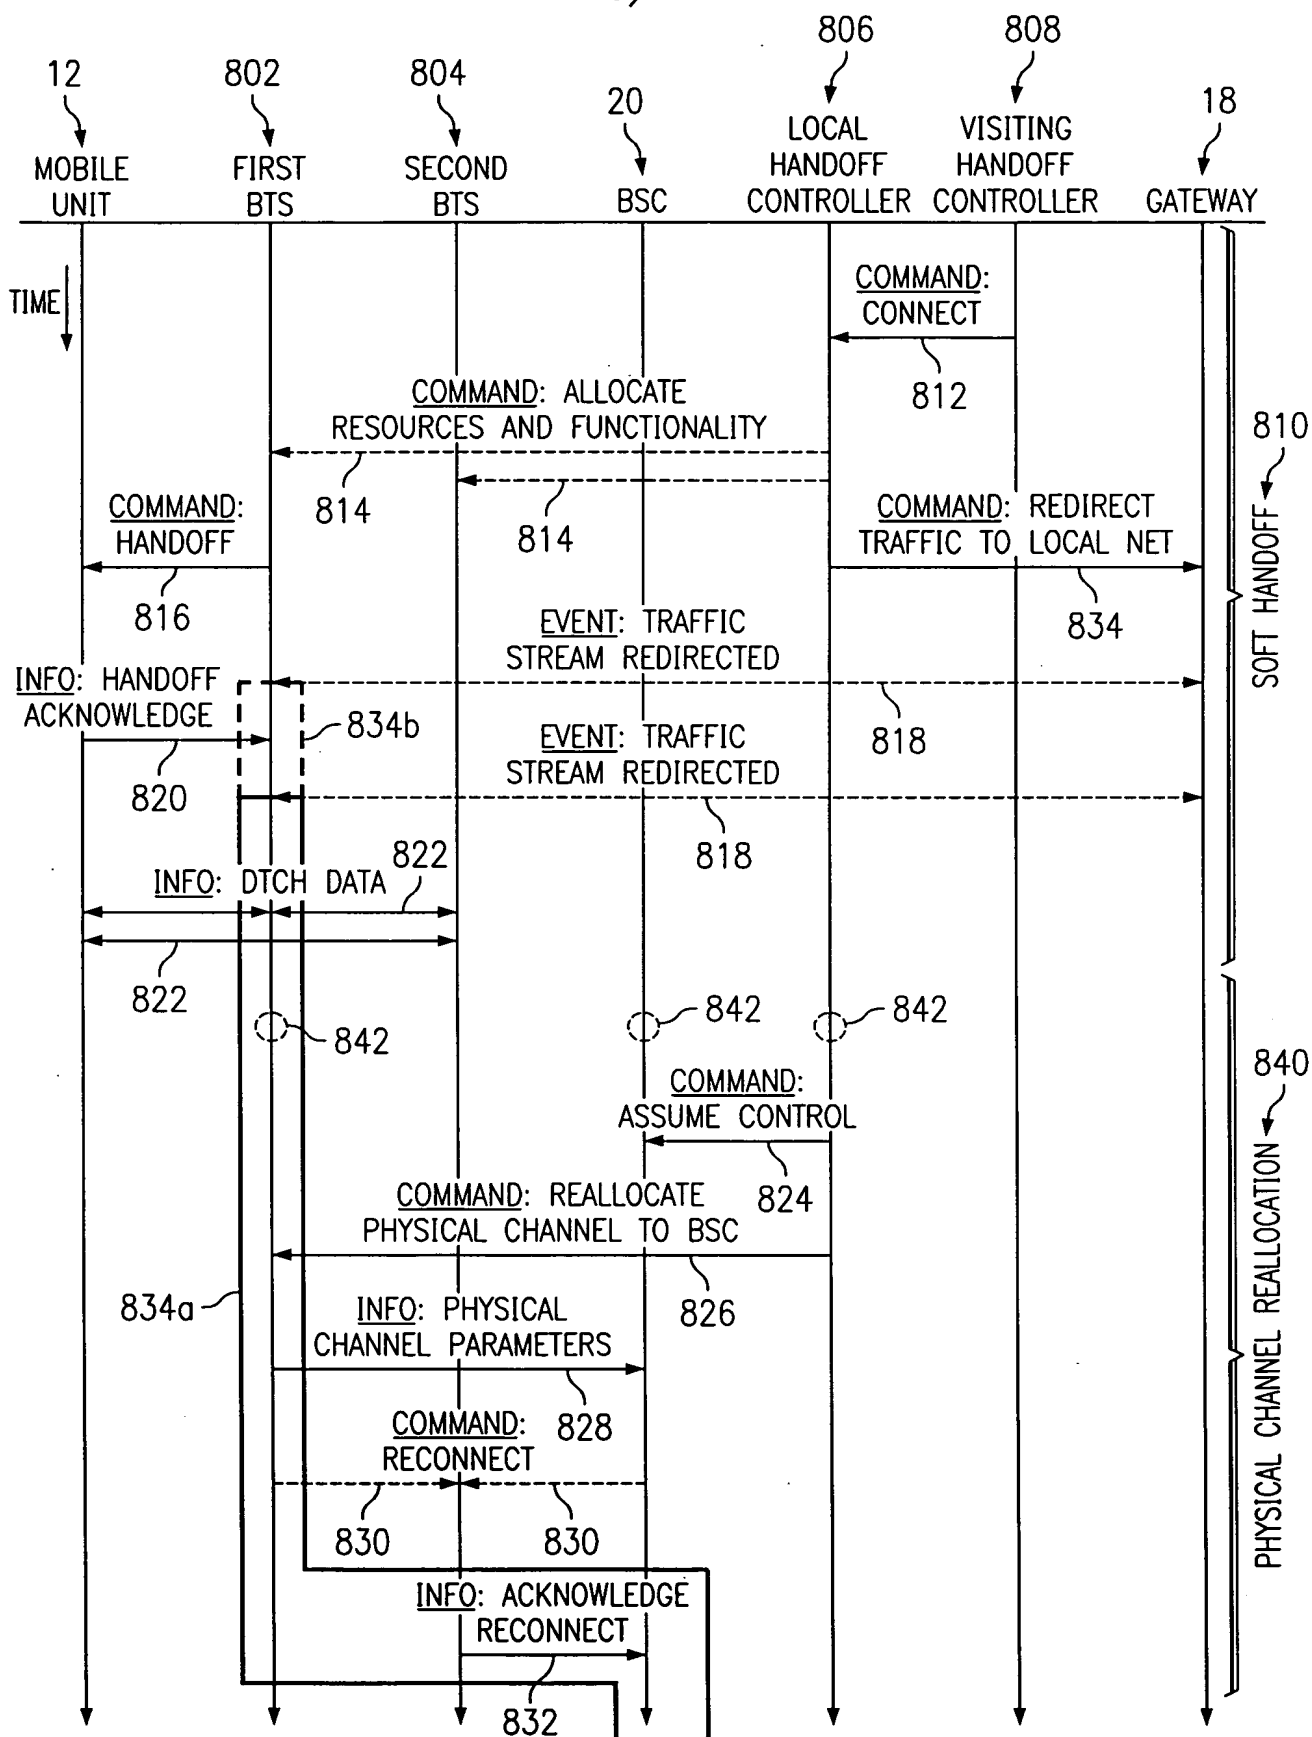 806
808
12
802
804
20
18
MOBILE
UNIT
FIRST
BTS
SECOND
BTS
BSC
LOCAL
HANDOFF
CONTROLLER
VISITING
HANDOFF
CONTROLLER
GATEWAY
TIME
COMMAND:
CONNECT
812
COMMAND: ALLOCATE
RESOURCES AND FUNCTIONALITY
814
814
810
SOFT HANDOFF
COMMAND:
HANDOFF
816
COMMAND: REDIRECT
TRAFFIC TO LOCAL NET
834
EVENT: TRAFFIC
STREAM REDIRECTED
818
INFO: HANDOFF
ACKNOWLEDGE
820
834b
EVENT: TRAFFIC
STREAM REDIRECTED
818
822
INFO: DTCH DATA
822
842
842
842
840
PHYSICAL CHANNEL REALLOCATION
COMMAND:
ASSUME CONTROL
824
COMMAND: REALLOCATE
PHYSICAL CHANNEL TO BSC
826
834a
INFO: PHYSICAL
CHANNEL PARAMETERS
828
COMMAND:
RECONNECT
830
830
INFO: ACKNOWLEDGE
RECONNECT
832